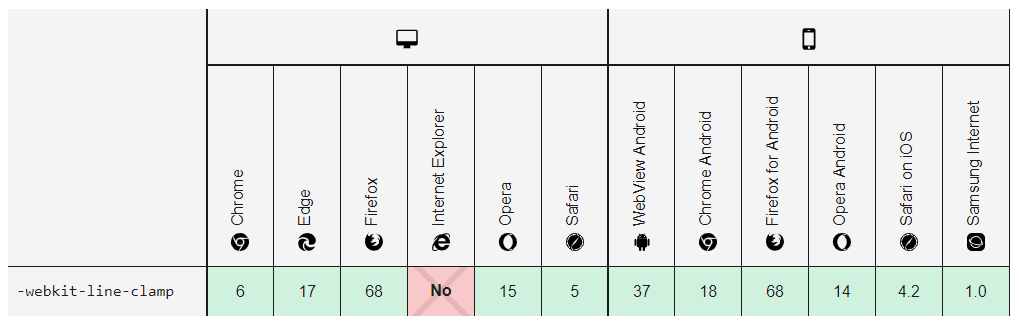 Chrome
Edge
Firefox
Internet Explorer
Opera
Safari
WebView Android
Chrome Android
Firefox for Android
Opera Android
Safari on iOS
Samsung Internet
-webkit-line-clamp 6 17 68 No 15 5 37 18 68 14 4.2 1.0